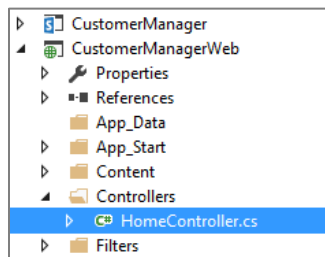 CustomerManager
CustomerManagerWeb
Properties
References
App_Data
App_Start
Content
Controllers
C# HomeController.cs
Filters